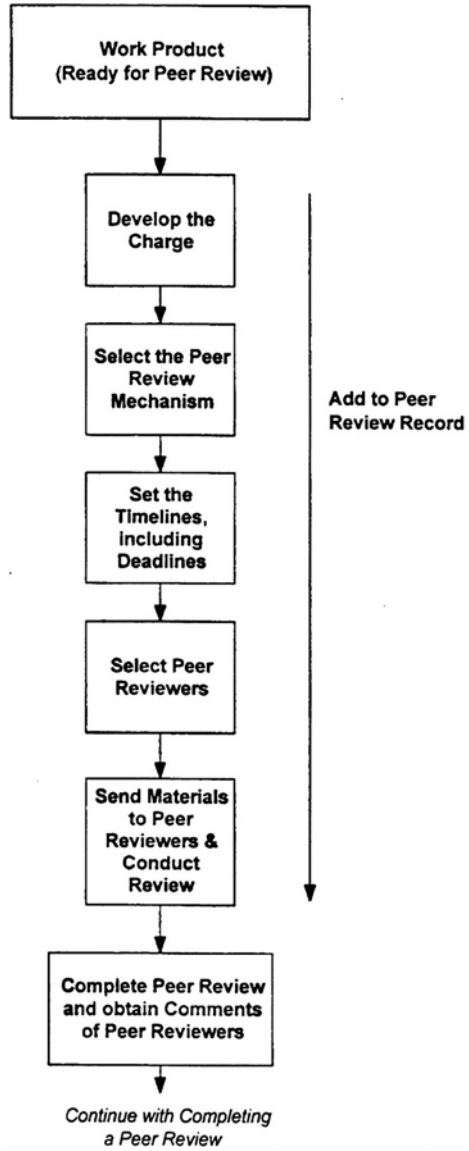 Work Product
(Ready for Peer Review)
Develop the
Charge
Select the Peer
Review
Mechanism
Add to Peer
Review Record
Set the
Timelines,
including
Deadlines
Select Peer
Reviewers
Send Materials
to Peer
Reviewers &
Conduct
Review
Complete Peer Review
and obtain Comments
of Peer Reviewers
Continue with Completing
a Peer Review